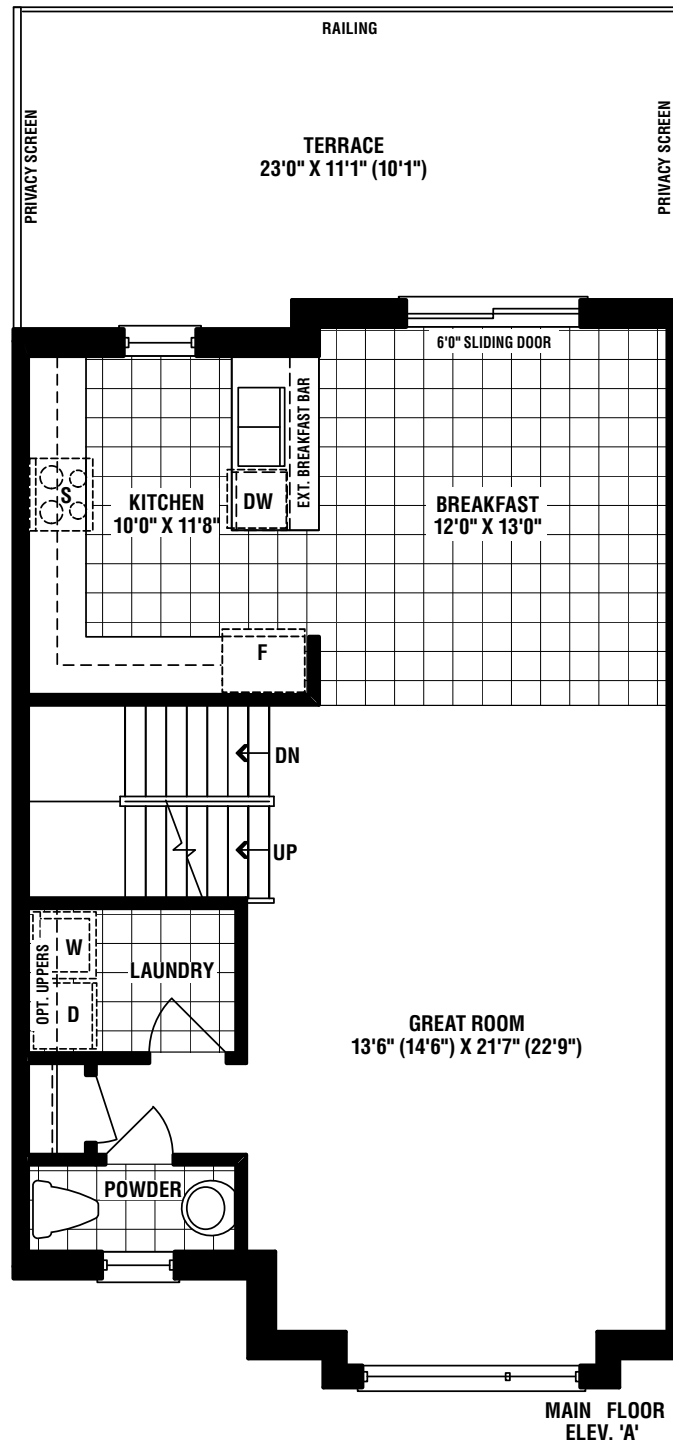 RAILING
PRIVACY SCREEN
PRIVACY SCREEN
TERRACE
23'0" X 11'1" (10'1")
6'0" SLIDING DOOR
EXT. BREAKFAST BAR
S
KITCHEN
10'0" X 11'8"
DW
BREAKFAST
12'0" X 13'0"
F
DN
UP
OPT. UPPERS
W
D
LAUNDRY
GREAT ROOM
13'6" (14'6") X 21'7" (22'9")
POWDER
MAIN FLOOR
ELEV. 'A'